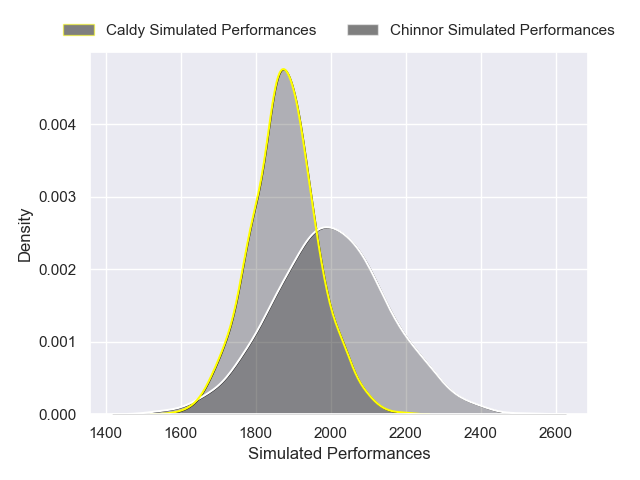 Caldy Simulated Performances Chinnor Simulated Performances
0.004
0.003
0.002
0.001
0.000
Density
1400 1600 1800 2000 2200 2400 2600
Simulated Performances